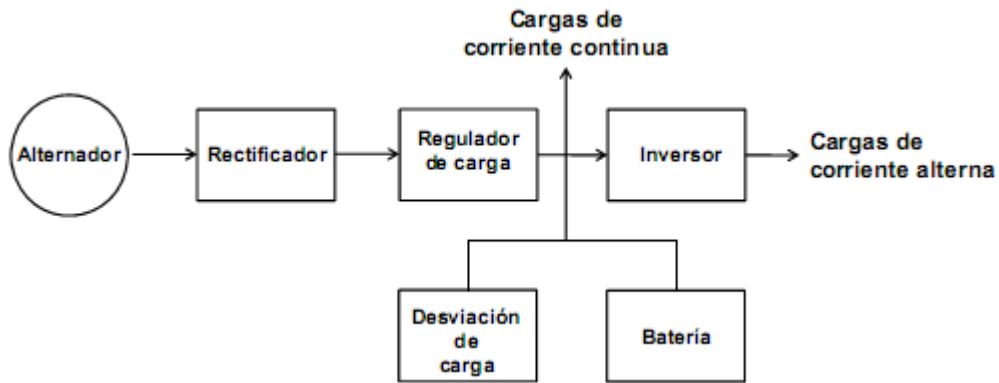 Cargas de
corriente continua
Alternador
Rectificador
Regulador
de carga
Inversor
Cargas de
corriente alterna
Desviación
de
carga
Batería